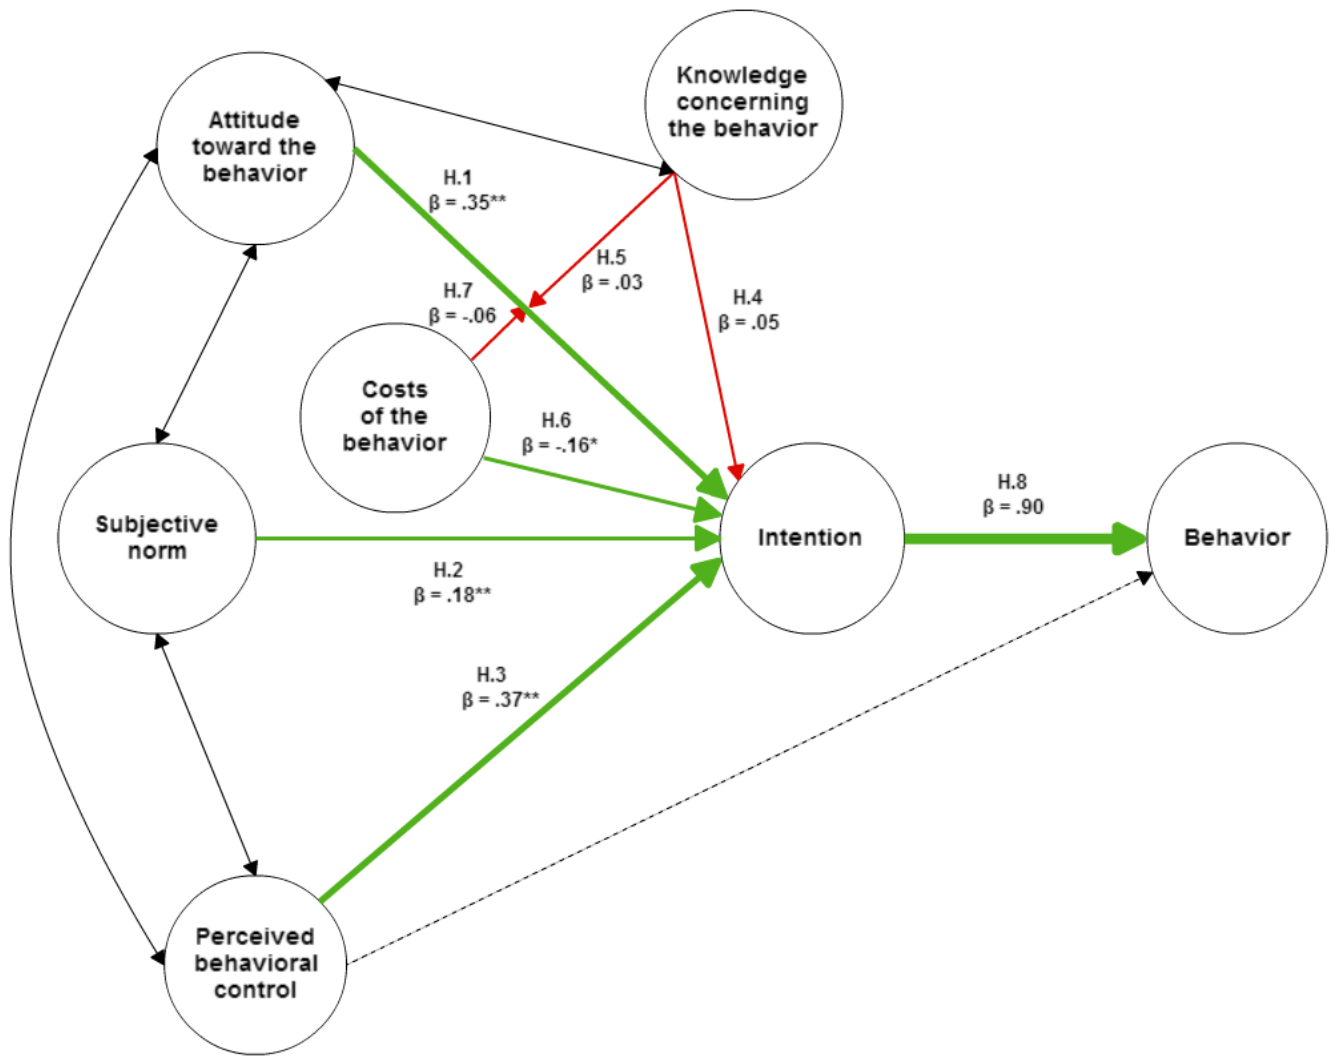 Knowledge
concerning
the behavior
Attitude
toward the
behavior
H.1
β = .35**
H.5
β = .03
H.7
β = -.06
H.4
β = .05
Costs
of the
behavior
H.6
β = -.16*
Subjective
norm
Intention
H.8
β = .90
Behavior
H.2
β = .18**
H.3
β = .37**
Perceived
behavioral
control